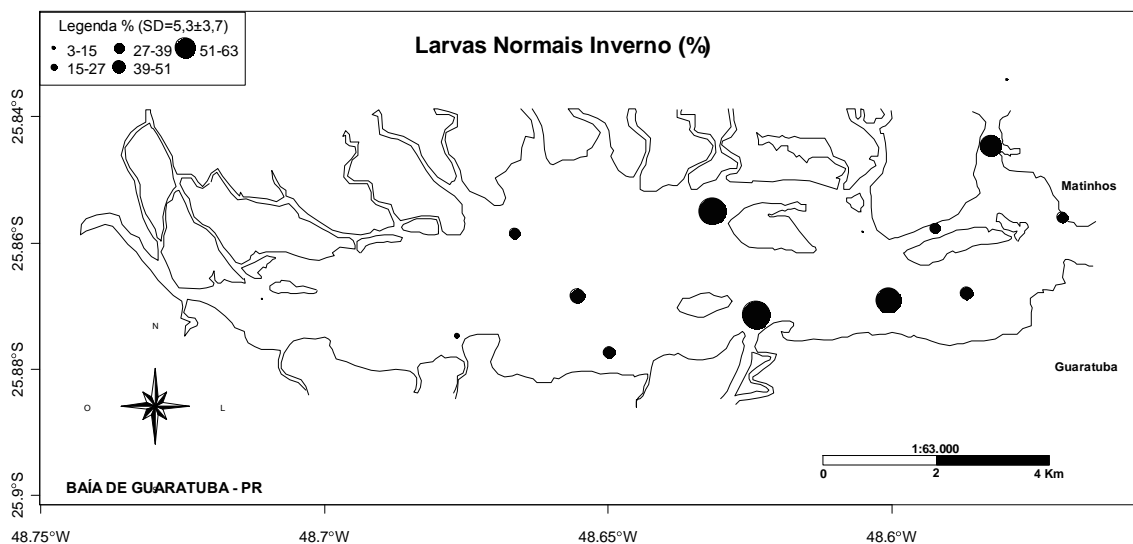 Legenda % (SD=5,3±3,7)
3-15 27-39 51-63
15-27 39-51
Larvas Normais Inverno (%)
25.84°S
Matinhos
25.86°S
N
25.88°S
Guaratuba
O L
1:63.000
0 2 4 Km
BAÍA DE GUARATUBA - PR
S
25.9°S
48.75°W 48.7°W 48.65°W 48.6°W